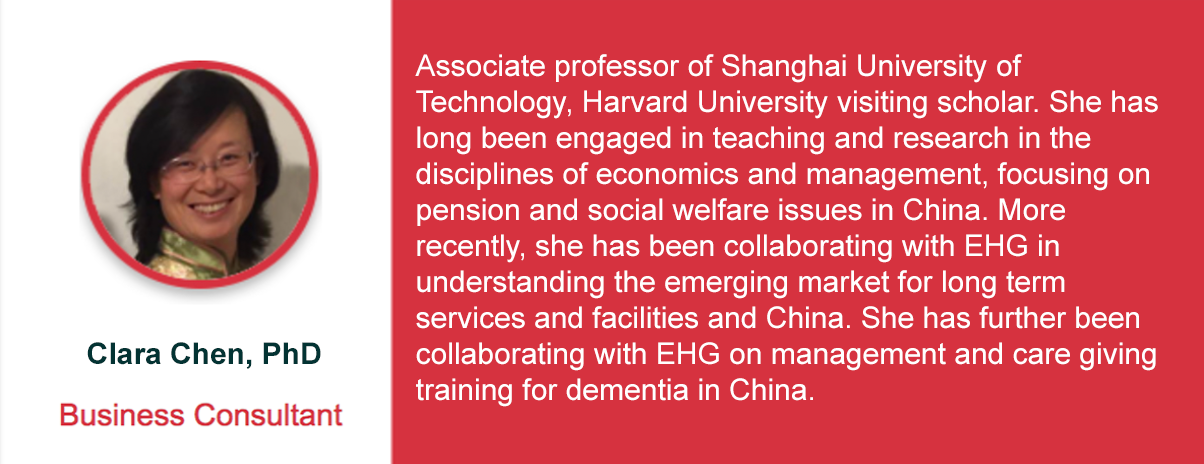 Clara Chen, PhD
Business Consultant
Associate professor of Shanghai University of
Technology, Harvard University visiting scholar. She has
long been engaged in teaching and research in the
disciplines of economics and management, focusing on
pension and social welfare issues in China. More
recently, she has been collaborating with EHG in
understanding the emerging market for long term
services and facilities and China. She has further been
collaborating with EHG on management and care giving
training for dementia in China.